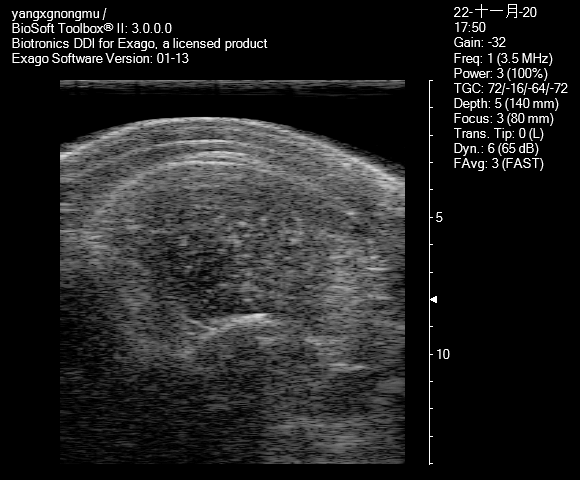 yangxgnongmu /
BioSoft Toolbox® II: 3.0.0.0
Biotronics DDI for Exago, a licensed product
Exago Software Version: 01-13
22-十一月-20
17:50
Gain: -32
Freq: 1 (3.5 MHz)
Power: 3 (100%)
TGC: 72/-16/-64/-72
Depth: 5 (140 mm)
Focus: 3 (80 mm)
Trans. Tip: 0 (L)
Dyn.: 6 (65 dB)
FAvg: 3 (FAST)
5
10